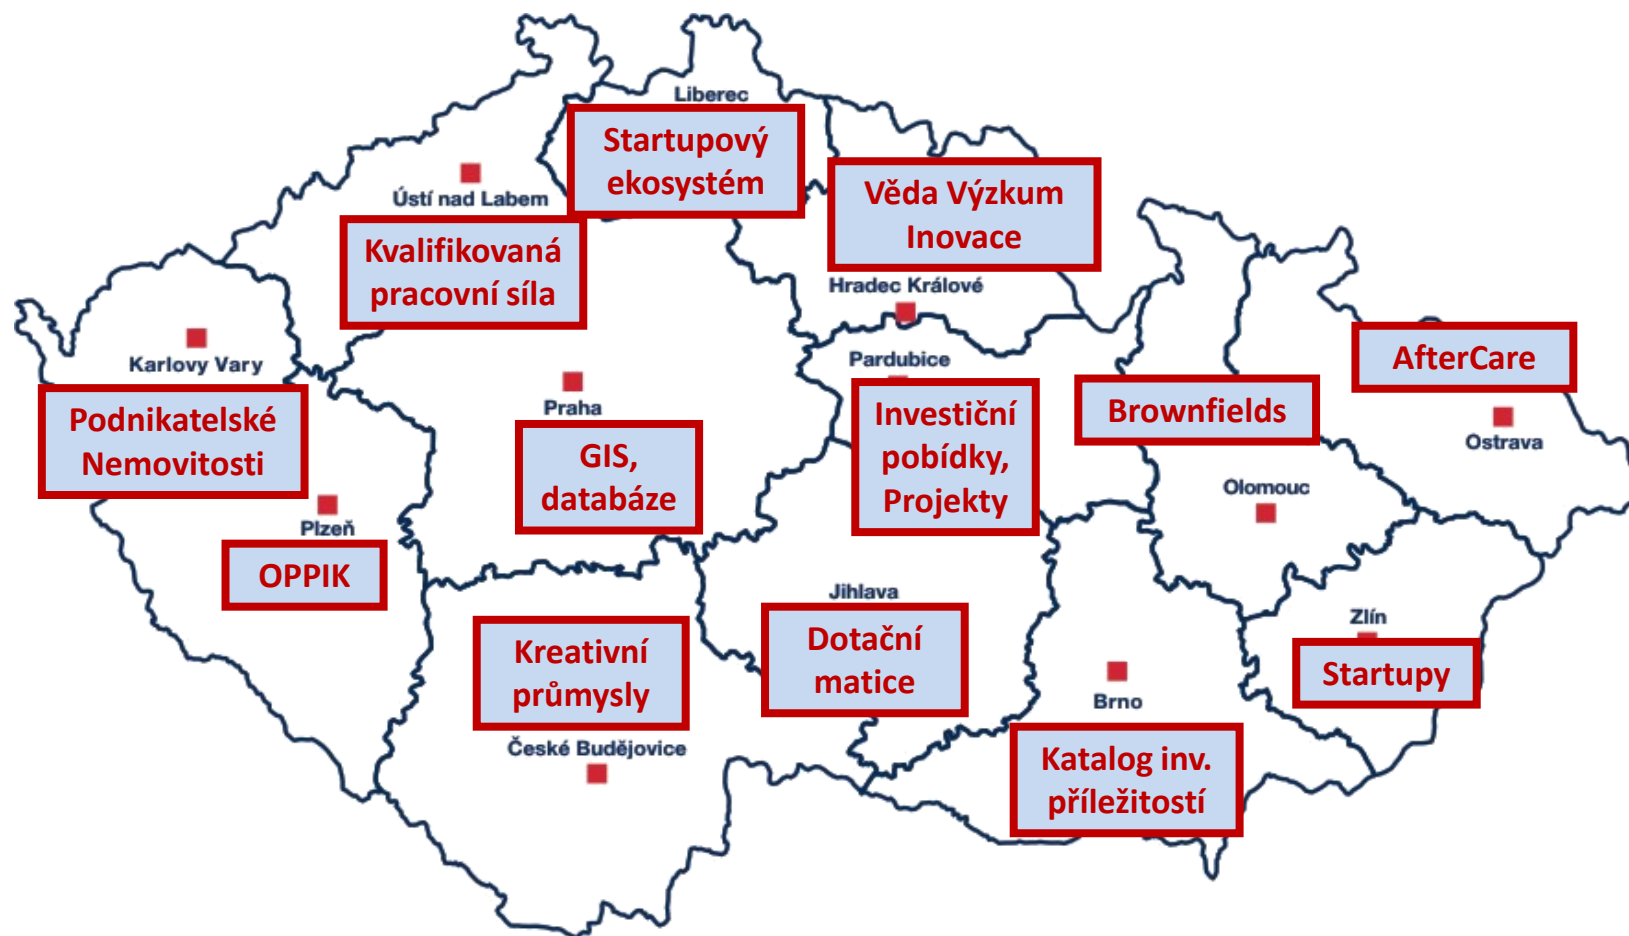 Liberec
Startupový
ekosystém
Ústí nad Labem
Kvalifikovaná
pracovní síla
Věda Výzkum
Inovace
Hradec Králové
Karlovy Vary
Podnikatelské
Nemovitosti
Praha
GIS,
databáze
Pardubice
Investiční
pobídky,
Projekty
Brownfields
AfterCare
Ostrava
Olomouc
Plzeň
OPPIK
Kreativní
průmysly
České Budějovice
Jihlava
Dotační
matice
Zlín
Startupy
Brno
Katalog inv.
příležitostí